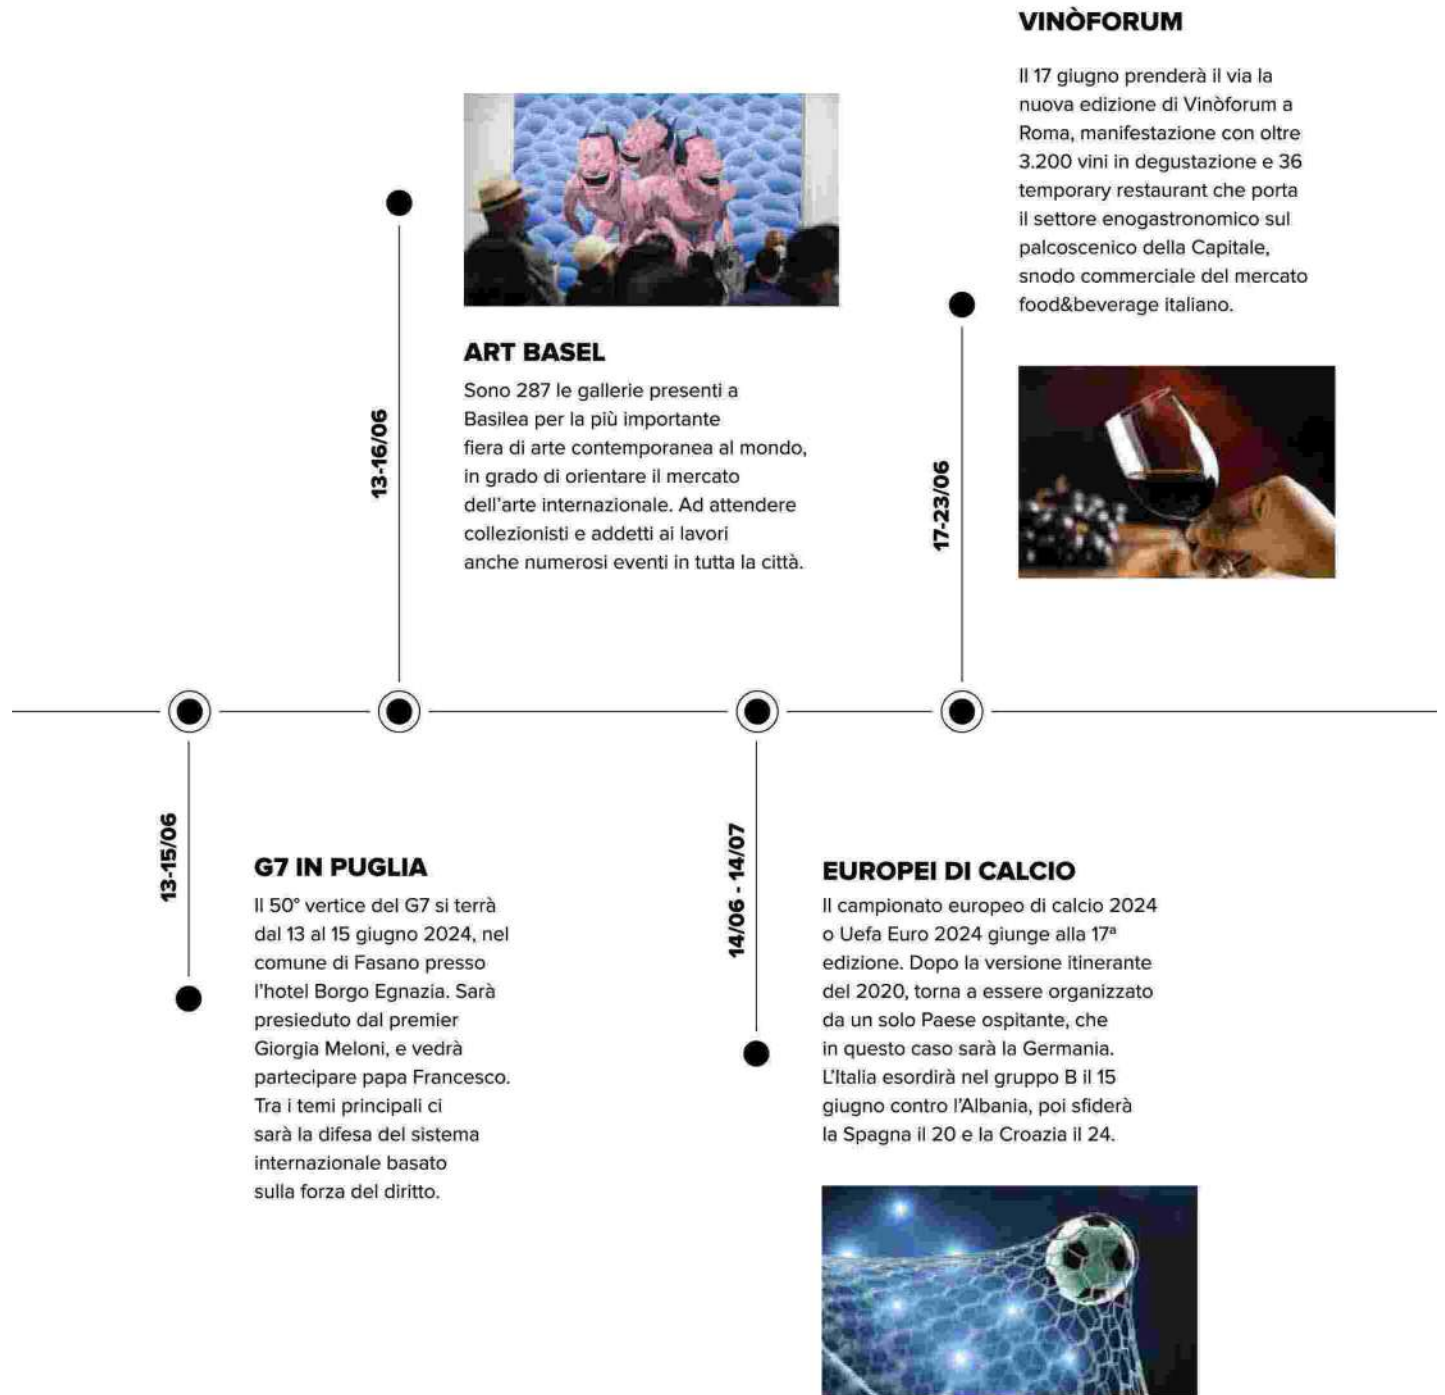 VINÒFORUM
Il 17 giugno prenderà il via la
nuova edizione di Vinòforum a
Roma, manifestazione con oltre
3.200 vini in degustazione e 36
temporary restaurant che porta
il settore enogastronomico sul
palcoscenico della Capitale,
snodo commerciale del mercato
food&beverage italiano.
17-23/06
13-16/06
ART BASEL
Sono 287 le gallerie presenti a
Basilea per la più importante
fiera di arte contemporanea al mondo,
in grado di orientare il mercato
dell'arte internazionale. Ad attendere
collezionisti e addetti ai lavori
anche numerosi eventi in tutta la città.
13-15/06
G7 IN PUGLIA
Il 50° vertice del G7 si terrà
dal 13 al 15 giugno 2024, nel
comune di Fasano presso
l'hotel Borgo Egnazia. Sarà
presieduto dal premier
Giorgia Meloni, e vedrà
partecipare papa Francesco.
Tra i temi principali ci
sarà la difesa del sistema
internazionale basato
sulla forza del diritto.
14/06 - 14/07
EUROPEI DI CALCIO
Il campionato europeo di calcio 2024
o Uefa Euro 2024 giunge alla 17ª
edizione. Dopo la versione itinerante
del 2020, torna a essere organizzato
da un solo Paese ospitante, che
in questo caso sarà la Germania.
L'Italia esordirà nel gruppo B il 15
giugno contro l'Albania, poi sfiderà
la Spagna il 20 e la Croazia il 24.